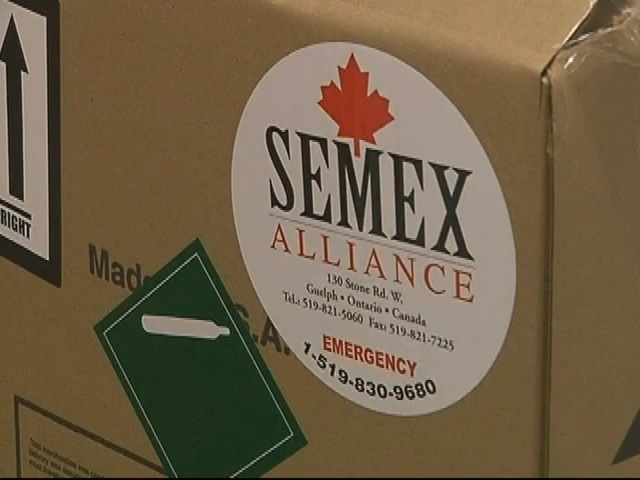 RIGHT
SEMEX
ALLIANCE
130 Stone Rd. W.
Guelph • Ontario • Canada
Tel.: 519-821-5060 Fax: 519-821-7225
EMERGENCY
1-519-830-9680
Made
S.A.